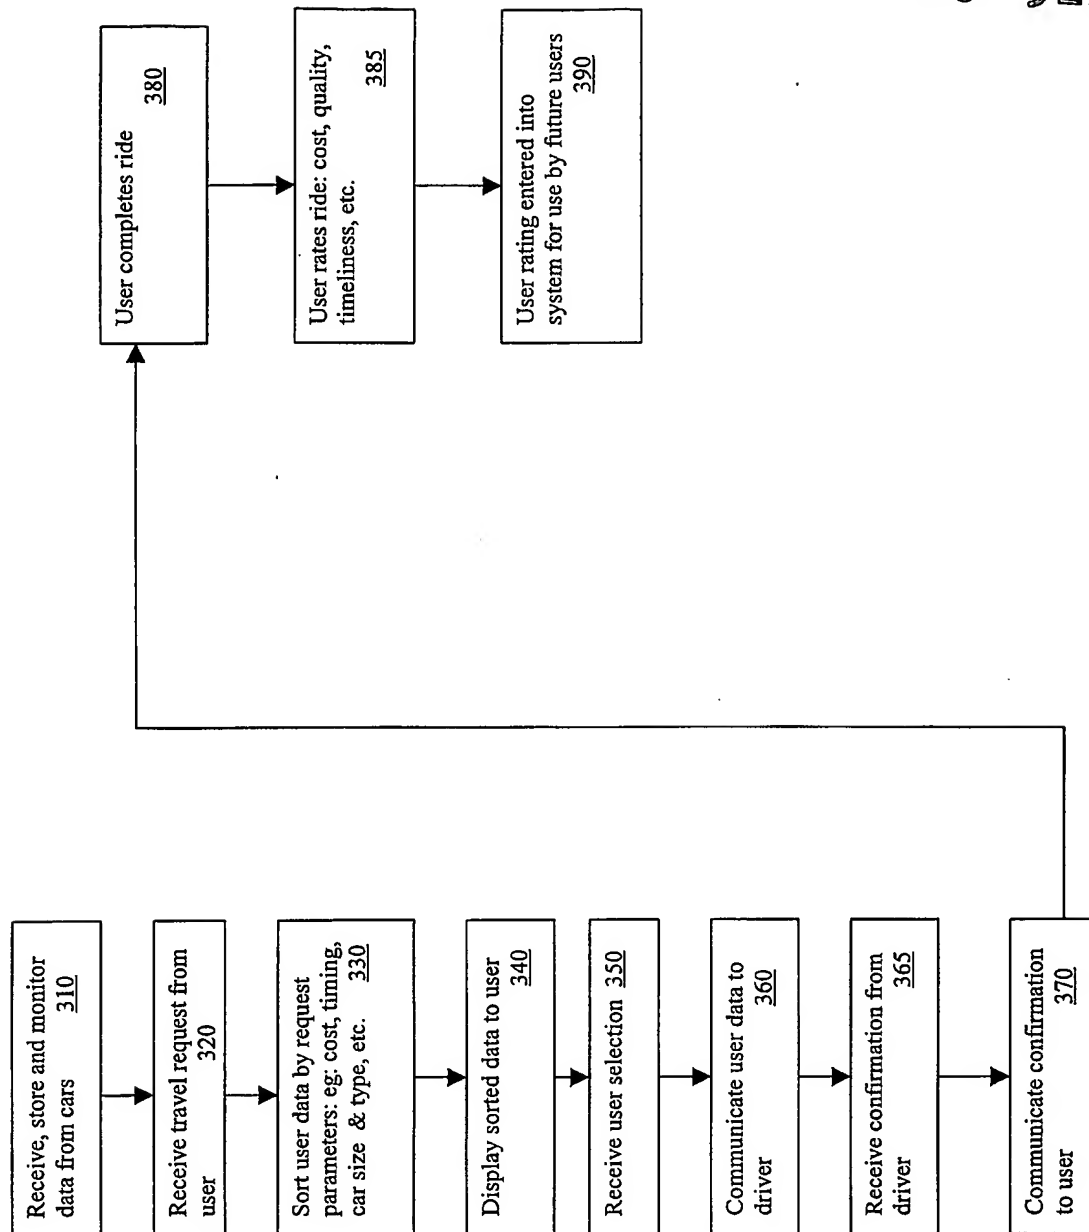 Receive, store and monitor
data from cars 310
Receive travel request from
user 320
Sort user data by request
parameters: eg: cost, timing,
car size & type, etc. 330
Display sorted data to user 340
Receive user selection 350
Communicate user data to
driver 360
Receive confirmation from
driver 365
Communicate confirmation
to user 370
User completes ride
380
User rates ride: cost, quality,
timeliness, etc. 385
User rating entered into
system for use by future users
390